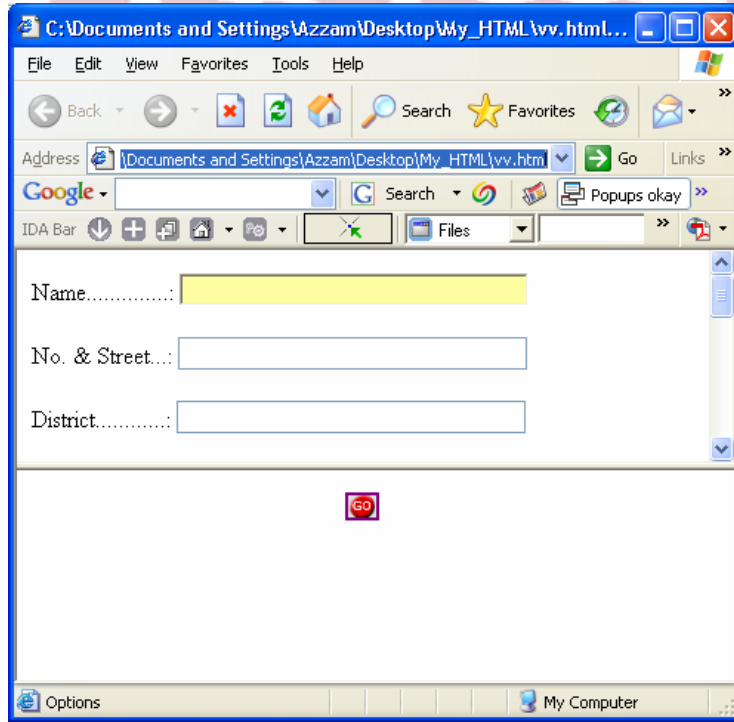 C:\Documents and Settings\Azzam\Desktop\My_HTML\vv.html...
File Edit View Favorites Tools Help
Back Search Favorites »
Address \Documents and Settings\Azzam\Desktop\My_HTML\vv.html Go Links »
Google G Search Popups okay »
IDA Bar Files »
Name..............:
No. & Street...:
District............:
GO
Options My Computer